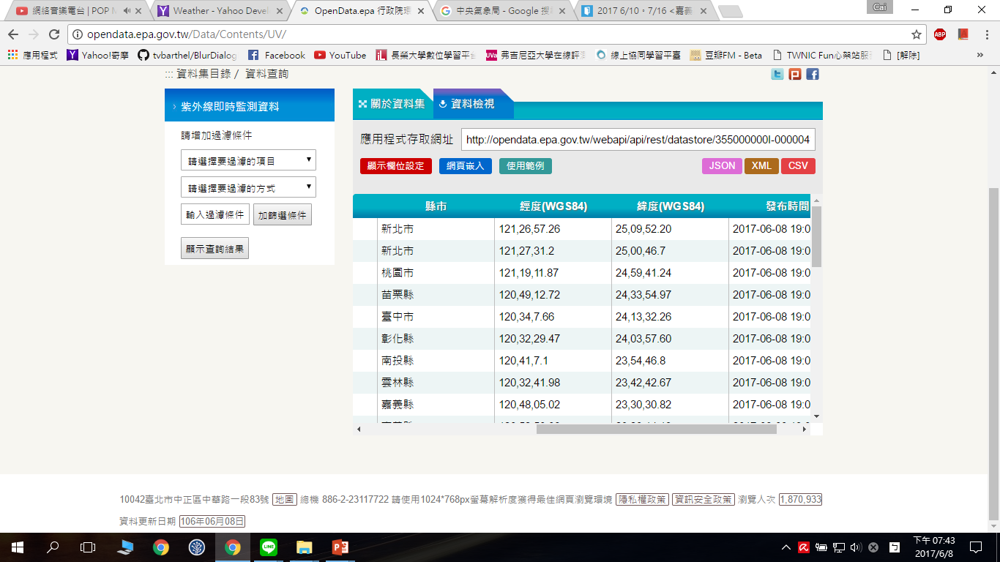 網絡音樂電台 | POP M
Weather - Yahoo Devel
OpenData.epa 行政院環
中央氣象局 - Google 搜
2017 6/10。7/16 <嘉義
Cai
opendata.epa.gov.tw/Data/Contents/UV/
ABP
應用程式 Yahoo!奇摩 tvbarthel/BlurDialog Facebook YouTube 長榮大學數位學習平台 UVa 弗吉尼亞大學在線評測 線上協同學習平臺 豆瓣FM - Beta TWNIC Fun心架站服 [解除] »
::: 資料集目錄 / 資料查詢
紫外線即時監測資料
請增加過濾條件
請選擇要過濾的項目
請選擇要過濾的方式
輸入過濾條件 加篩選條件
顯示查詢結果
關於資料集 資料檢視
應用程式存取網址 http://opendata.epa.gov.tw/webapi/api/rest/datastore/355000000I-000004
顯示欄位設定 網頁嵌入 使用範例 JSON XML CSV
縣市 經度(WGS84) 緯度(WGS84) 發布時間
新北市 121,26,57.26 25,09,52.20 2017-06-08 19:0
新北市 121,27,31.2 25,00,46.7 2017-06-08 19:0
桃園市 121,19,11.87 24,59,41.24 2017-06-08 19:0
苗栗縣 120,49,12.72 24,33,54.97 2017-06-08 19:0
臺中市 120,34,7.66 24,13,32.26 2017-06-08 19:0
彰化縣 120,32,29.47 24,03,57.60 2017-06-08 19:0
南投縣 120,41,7.1 23,54,46.8 2017-06-08 19:0
雲林縣 120,32,41.98 23,42,42.67 2017-06-08 19:0
嘉義縣 120,48,05.02 23,30,30.82 2017-06-08 19:0
10042臺北市中正區中華路一段83號 地圖 總機 886-2-23117722 請使用1024*768px螢幕解析度獲得最佳網頁瀏覽環境 隱私權政策 資訊安全政策 瀏覽人次 1,870,933
資料更新日期 106年06月08日
LINE
下午 07:43
2017/6/8